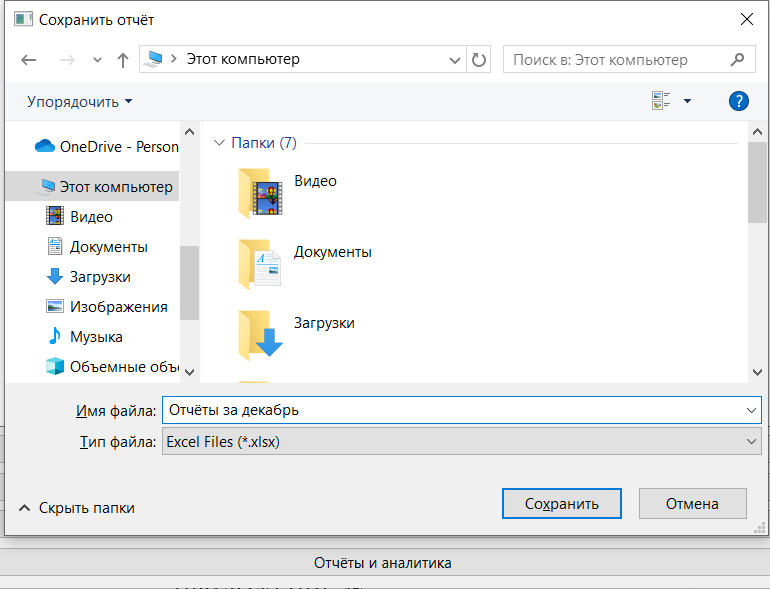 Сохранить отчёт
Этот компьютер
Поиск в: Этот компьютер
Упорядочить
OneDrive - Person
Этот компьютер
Видео
Документы
Загрузки
Изображения
Музыка
Объемные объ
Папки (7)
Видео
Документы
Загрузки
Имя файла: Отчёты за декабрь
Тип файла: Excel Files (*.xlsx)
Скрыть папки
Сохранить
Отмена
Отчёты и аналитика